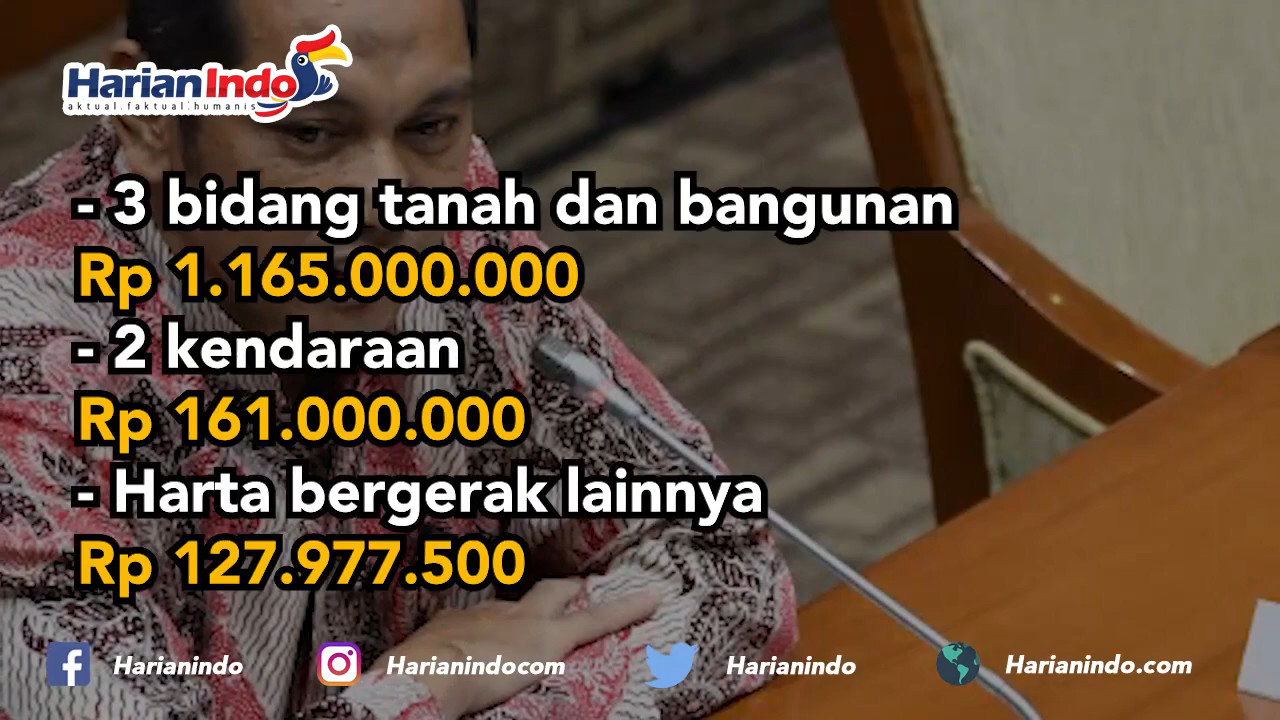 HarianIndo
aktual.faktual.humanis
- 3 bidang tanah dan bangunan
Rp 1.165.000.000
- 2 kendaraan
Rp 161.000.000
- Harta bergerak lainnya
Rp 127.977.500
Harianindo Harianindocom Harianindo Harianindo.com